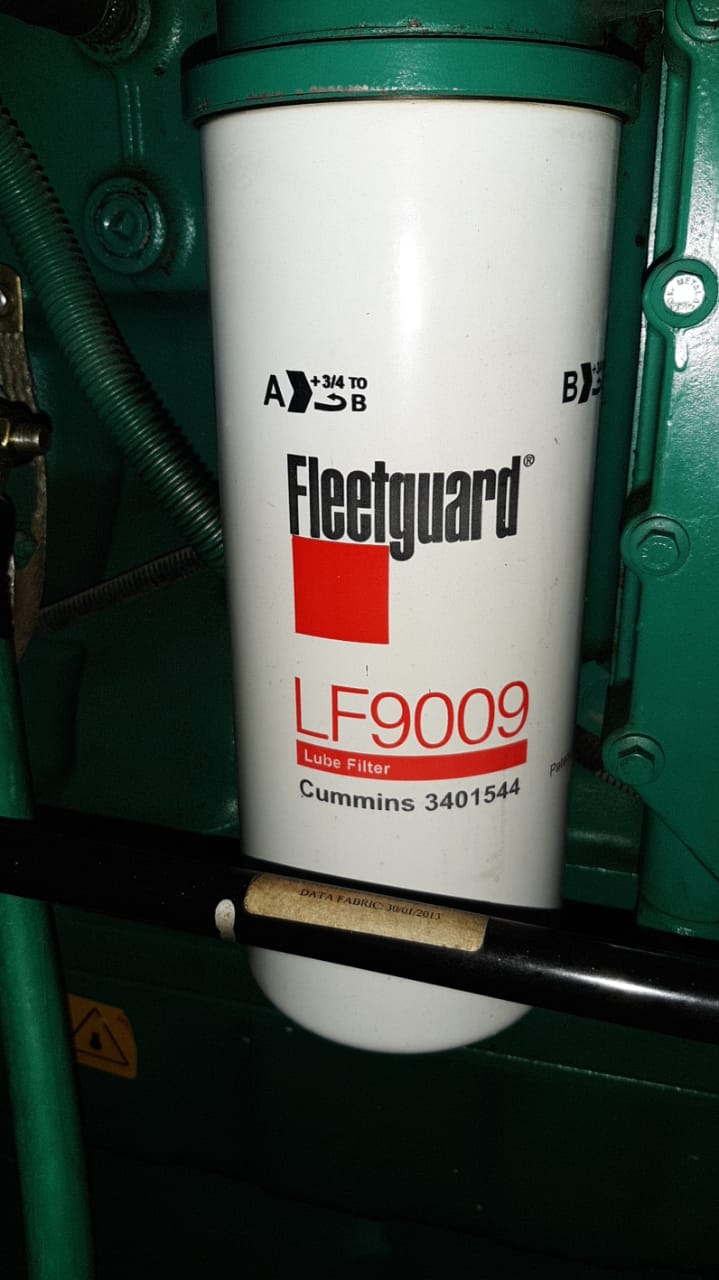 A +3/4 TO B
B
Fleetguard®
LF9009
Lube Filter
Cummins 3401544
DATA FABRIC: 30/01/2013